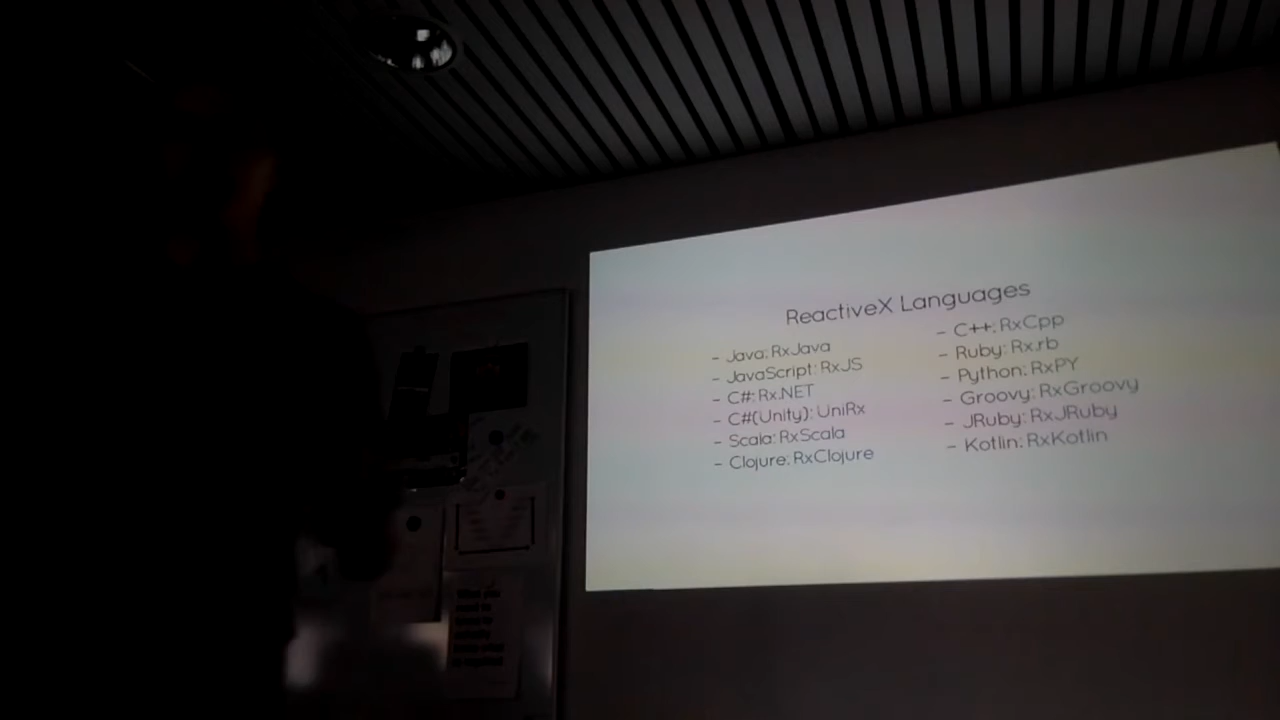 ReactiveX Languages
- Java: RxJava
- JavaScript: RxJS
- C#: Rx.NET
- C#(Unity): UniRx
- Scala: RxScala
- Clojure: RxClojure
- C++: RxCpp
- Ruby: Rx.rb
- Python: RxPY
- Groovy: RxGroovy
- JRuby: RxJRuby
- Kotlin: RxKotlin